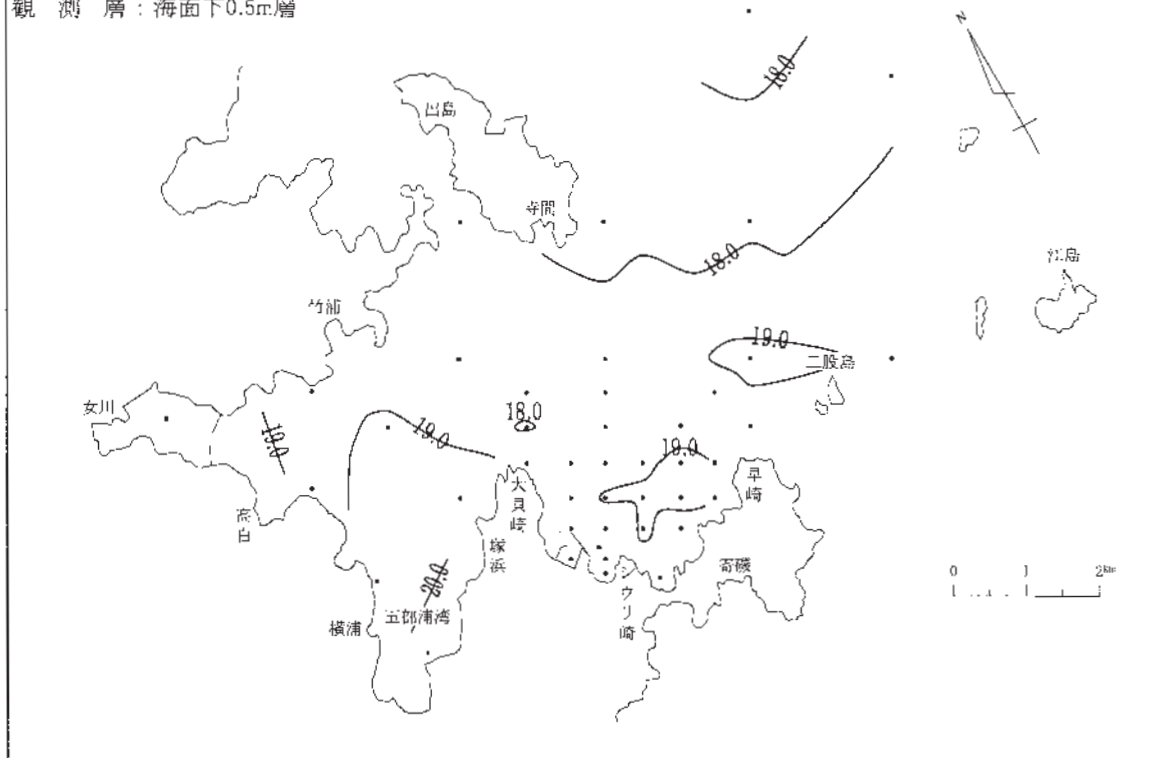 観測層：海面下0.5m層
N
18.0
出島
寺間
18.0
江島
竹浦
19.0
二股島
女川
18.0
19.0
19.0
19.0
早崎
大貝崎
高白
塚浜
寄磯
0 1 2km
20.0
シウリ崎
五部浦湾
横浦